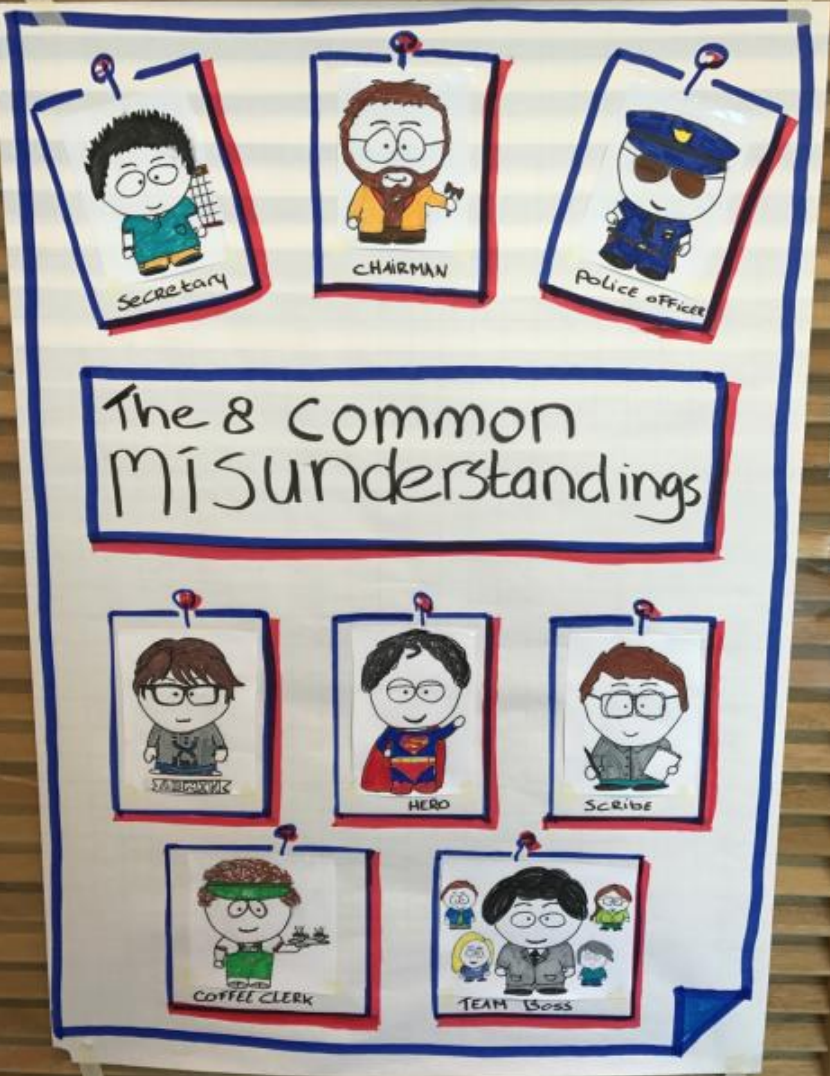 Secretary
CHAIRMAN
POLICE OFFICER
The 8 Common
Misunderstandings
HERO
SCRIBE
COFFEE CLERK
TEAM BOSS